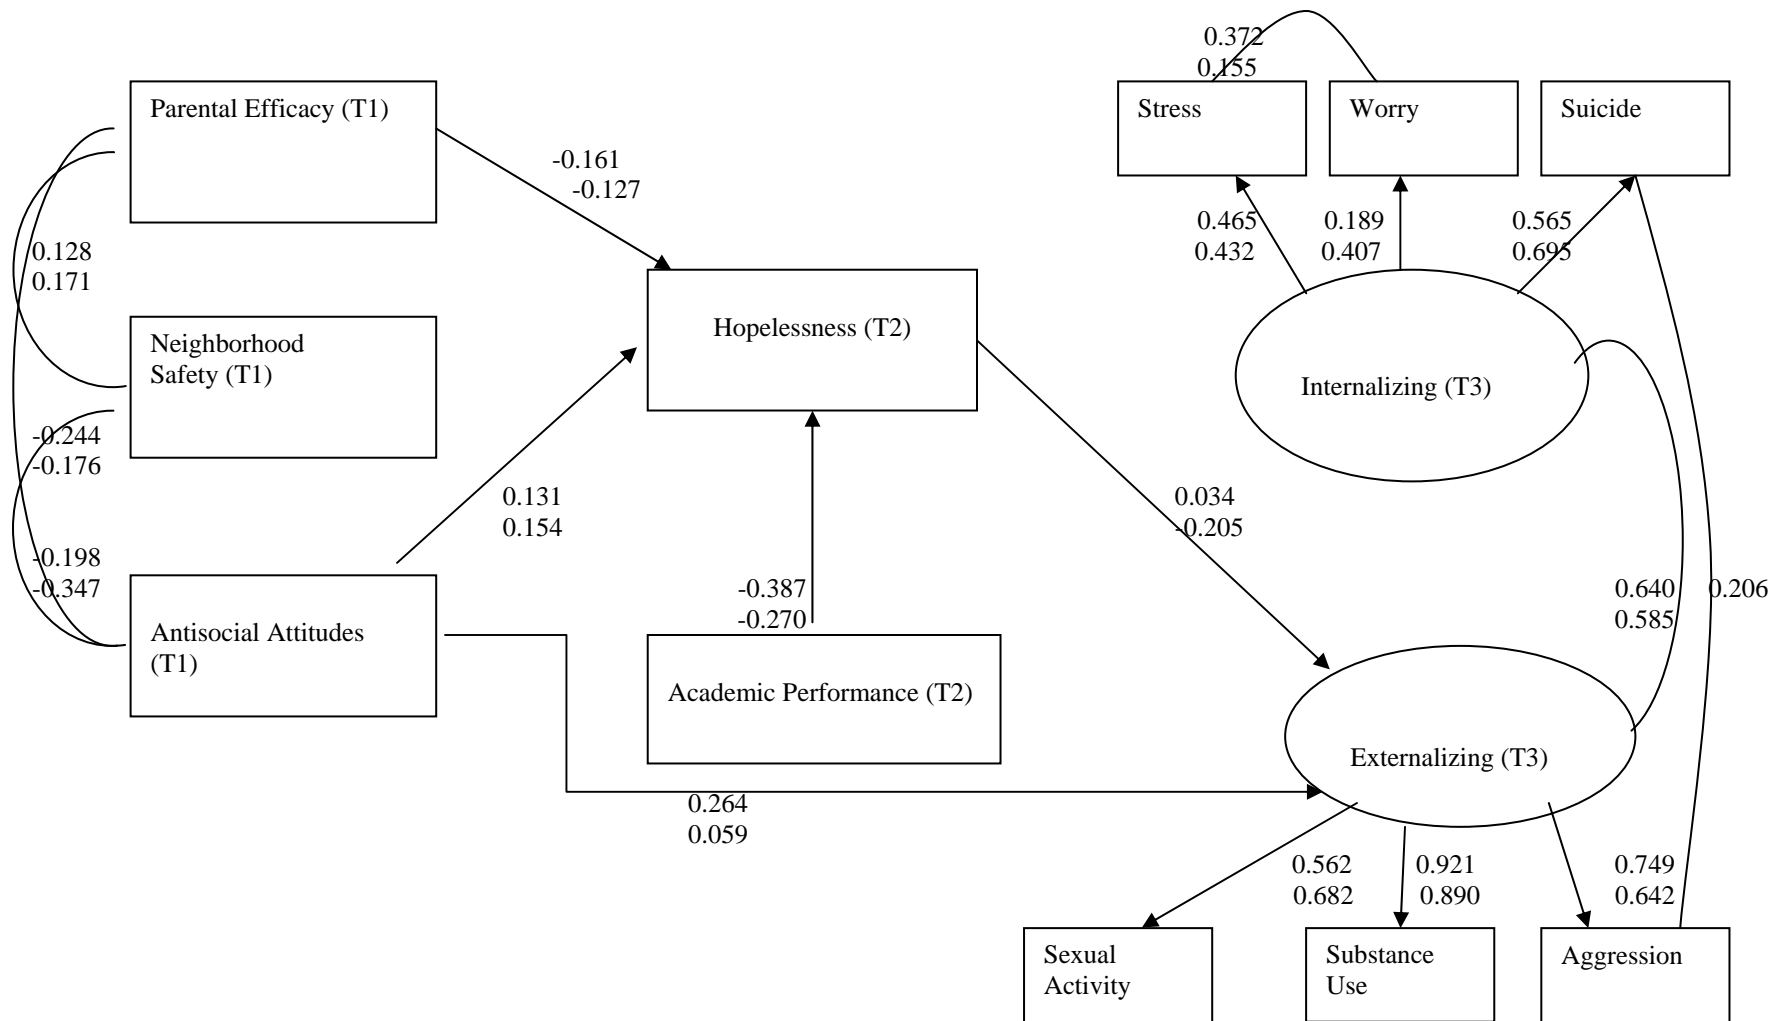 0.372
0.155
Parental Efficacy (T1)
Stress
Worry
Suicide
-0.161
-0.127
0.465
0.432
0.189
0.407
0.565
0.695
0.128
0.171
Hopelessness (T2)
Neighborhood
Safety (T1)
Internalizing (T3)
-0.244
-0.176
0.131
0.154
0.034
-0.205
-0.198
-0.347
-0.387
-0.270
0.640
0.585
0.206
Antisocial Attitudes
(T1)
Academic Performance (T2)
Externalizing (T3)
0.264
0.059
0.562
0.682
0.921
0.890
0.749
0.642
Sexual
Activity
Substance
Use
Aggression